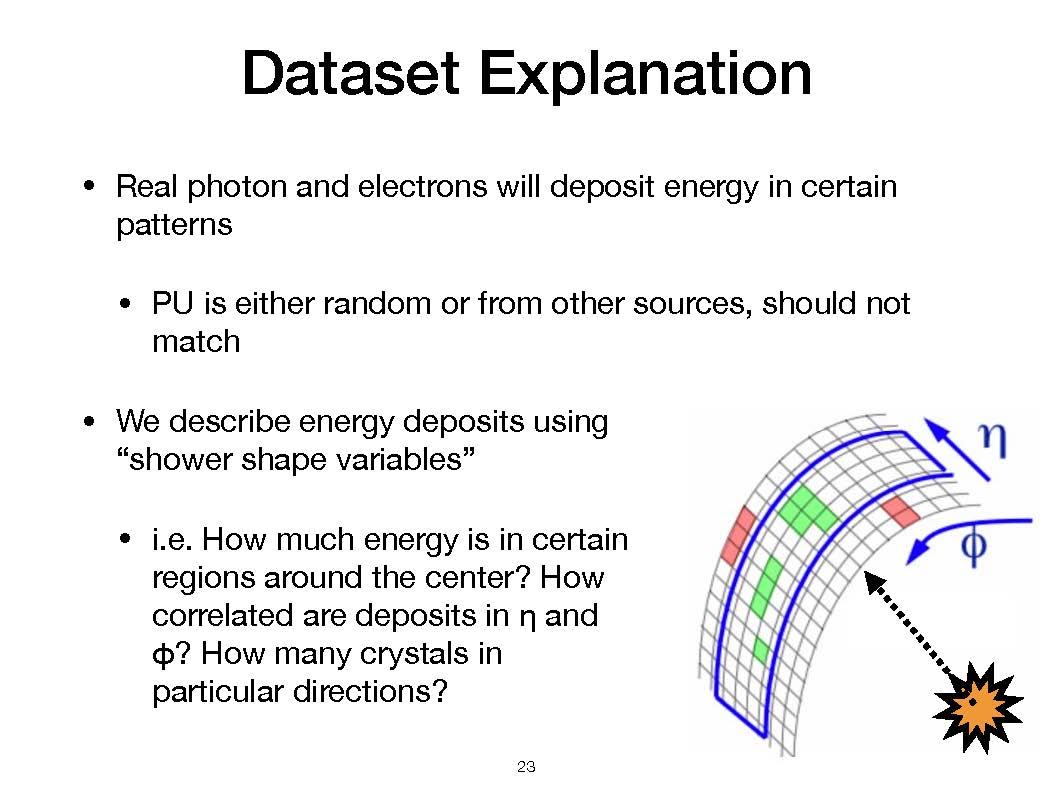 Dataset Explanation
• Real photon and electrons will deposit energy in certain
patterns
• PU is either random or from other sources, should not
match
• We describe energy deposits using
“shower shape variables”
• i.e. How much energy is in certain
regions around the center? How
correlated are deposits in η and
φ? How many crystals in
particular directions?
η
ϕ
23